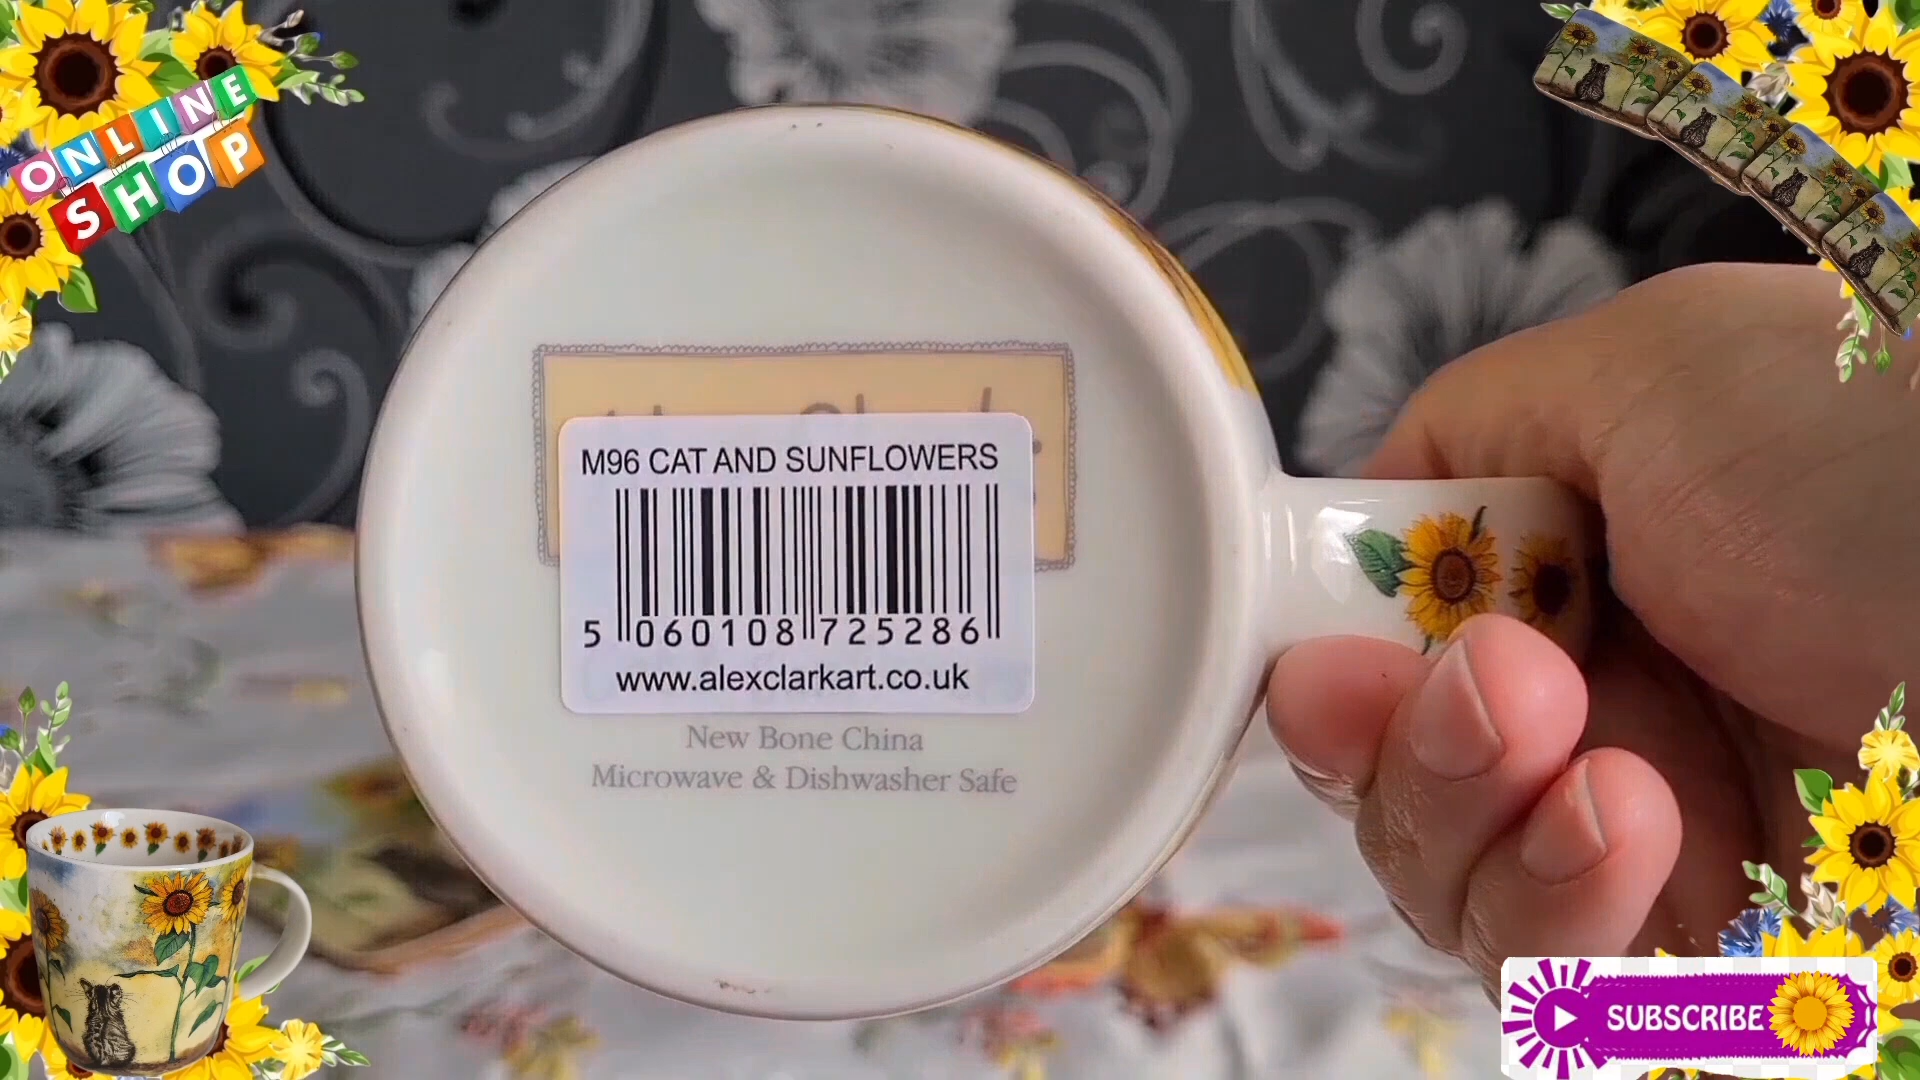 ONLINE
SHOP
M96 CAT AND SUNFLOWERS
5 060108 725286
www.alexclarkart.co.uk
New Bone China
Microwave & Dishwasher Safe
SUBSCRIBE